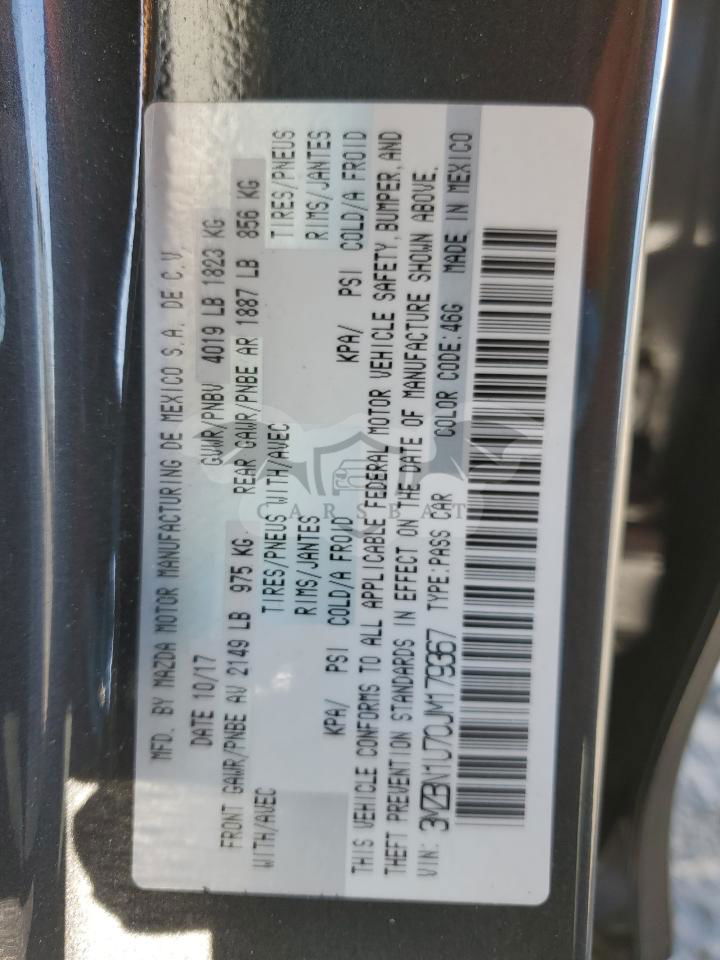 MFD. BY MAZDA MOTOR MANUFACTURING DE MEXICO S.A. DE C.V.
DATE 10/17 GVWR/PNBV 4019 LB 1823 KG
FRONT GAWR/PNBE AV 2149 LB 975 KG REAR GAWR/PNBE AR 1887 LB 856 KG
WITH/AVEC TIRES/PNEUS WITH/AVEC TIRES/PNEUS
RIMS/JANTES RIMS/JANTES
KPA/ PSI COLD/A FROID KPA/ PSI COLD/A FROID
THIS VEHICLE CONFORMS TO ALL APPLICABLE FEDERAL MOTOR VEHICLE SAFETY, BUMPER, AND
THEFT PREVENTION STANDARDS IN EFFECT ON THE DATE OF MANUFACTURE SHOWN ABOVE.
VIN: 3MZBN1U70JM179367 TYPE:PASS CAR COLOR CODE:46G MADE IN MEXICO
CARSBAT